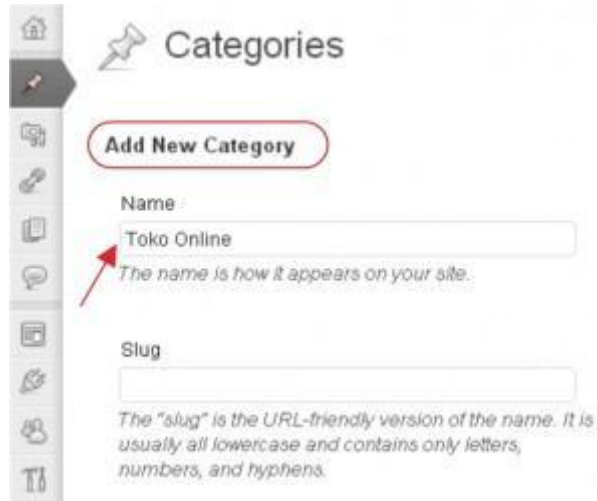 Categories
Add New Category
Name
Toko Online
The name is how it appears on your site.
Slug
The "slug" is the URL-friendly version of the name. It is
usually all lowercase and contains only letters,
numbers, and hyphens.